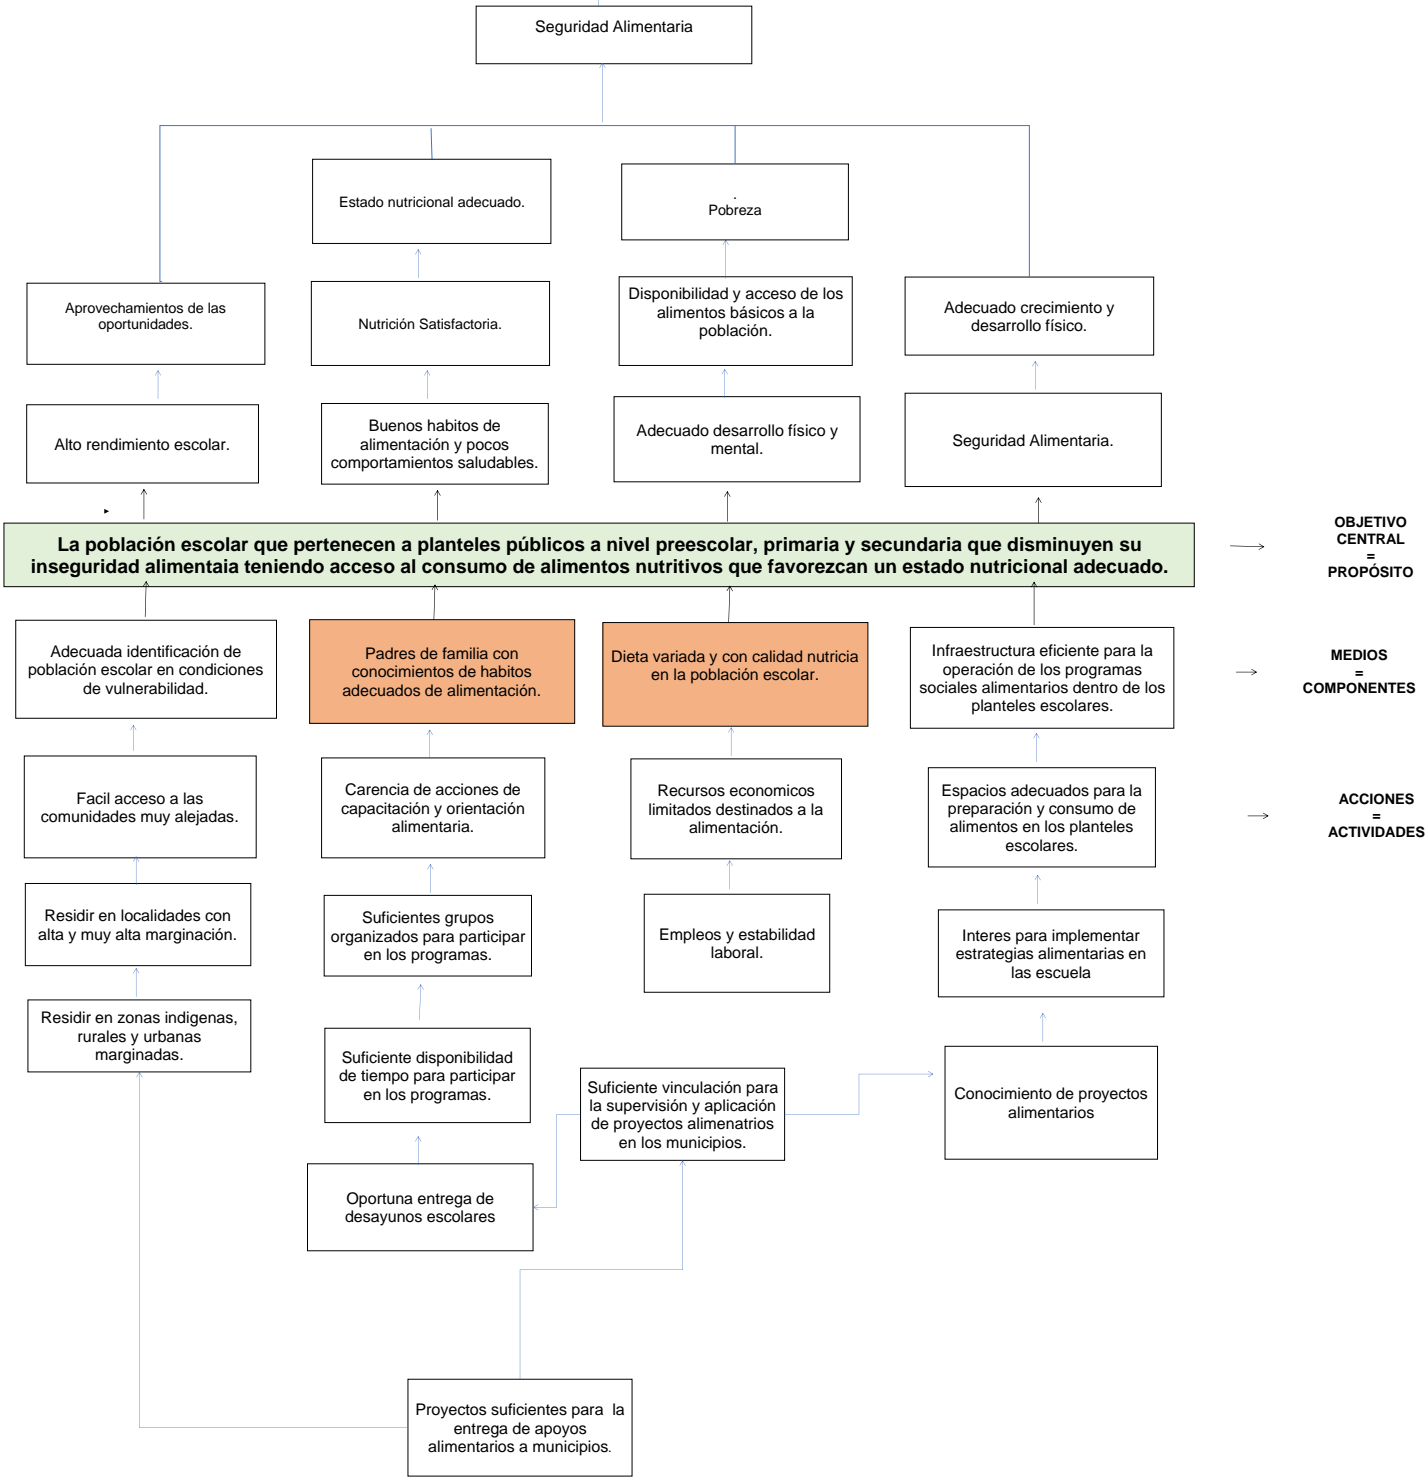 Seguridad Alimentaria
Estado nutricional adecuado.
.
Pobreza
Aprovechamientos de las
oportunidades.
Nutrición Satisfactoria.
Disponibilidad y acceso de los
alimentos básicos a la
población.
Adecuado crecimiento y
desarrollo físico.
Alto rendimiento escolar.
Buenos habitos de
alimentación y pocos
comportamientos saludables.
Adecuado desarrollo físico y
mental.
Seguridad Alimentaria.
La población escolar que pertenecen a planteles públicos a nivel preescolar, primaria y secundaria que disminuyen su
inseguridad alimentaia teniendo acceso al consumo de alimentos nutritivos que favorezcan un estado nutricional adecuado.
OBJETIVO
CENTRAL
=
PROPÓSITO
Adecuada identificación de
población escolar en condiciones
de vulnerabilidad.
Padres de familia con
conocimientos de habitos
adecuados de alimentación.
Dieta variada y con calidad nutricia
en la población escolar.
Infraestructura eficiente para la
operación de los programas
sociales alimentarios dentro de los
planteles escolares.
MEDIOS
=
COMPONENTES
Facil acceso a las
comunidades muy alejadas.
Carencia de acciones de
capacitación y orientación
alimentaria.
Recursos economicos
limitados destinados a la
alimentación.
Espacios adecuados para la
preparación y consumo de
alimentos en los planteles
escolares.
ACCIONES
=
ACTIVIDADES
Residir en localidades con
alta y muy alta marginación.
Suficientes grupos
organizados para participar
en los programas.
Empleos y estabilidad
laboral.
Interes para implementar
estrategias alimentarias en
las escuela
Residir en zonas indigenas,
rurales y urbanas
marginadas.
Suficiente disponibilidad
de tiempo para participar
en los programas.
Suficiente vinculación para
la supervisión y aplicación
de proyectos alimenatrios
en los municipios.
Conocimiento de proyectos
alimentarios
Oportuna entrega de
desayunos escolares
Proyectos suficientes para la
entrega de apoyos
alimentarios a municipios.